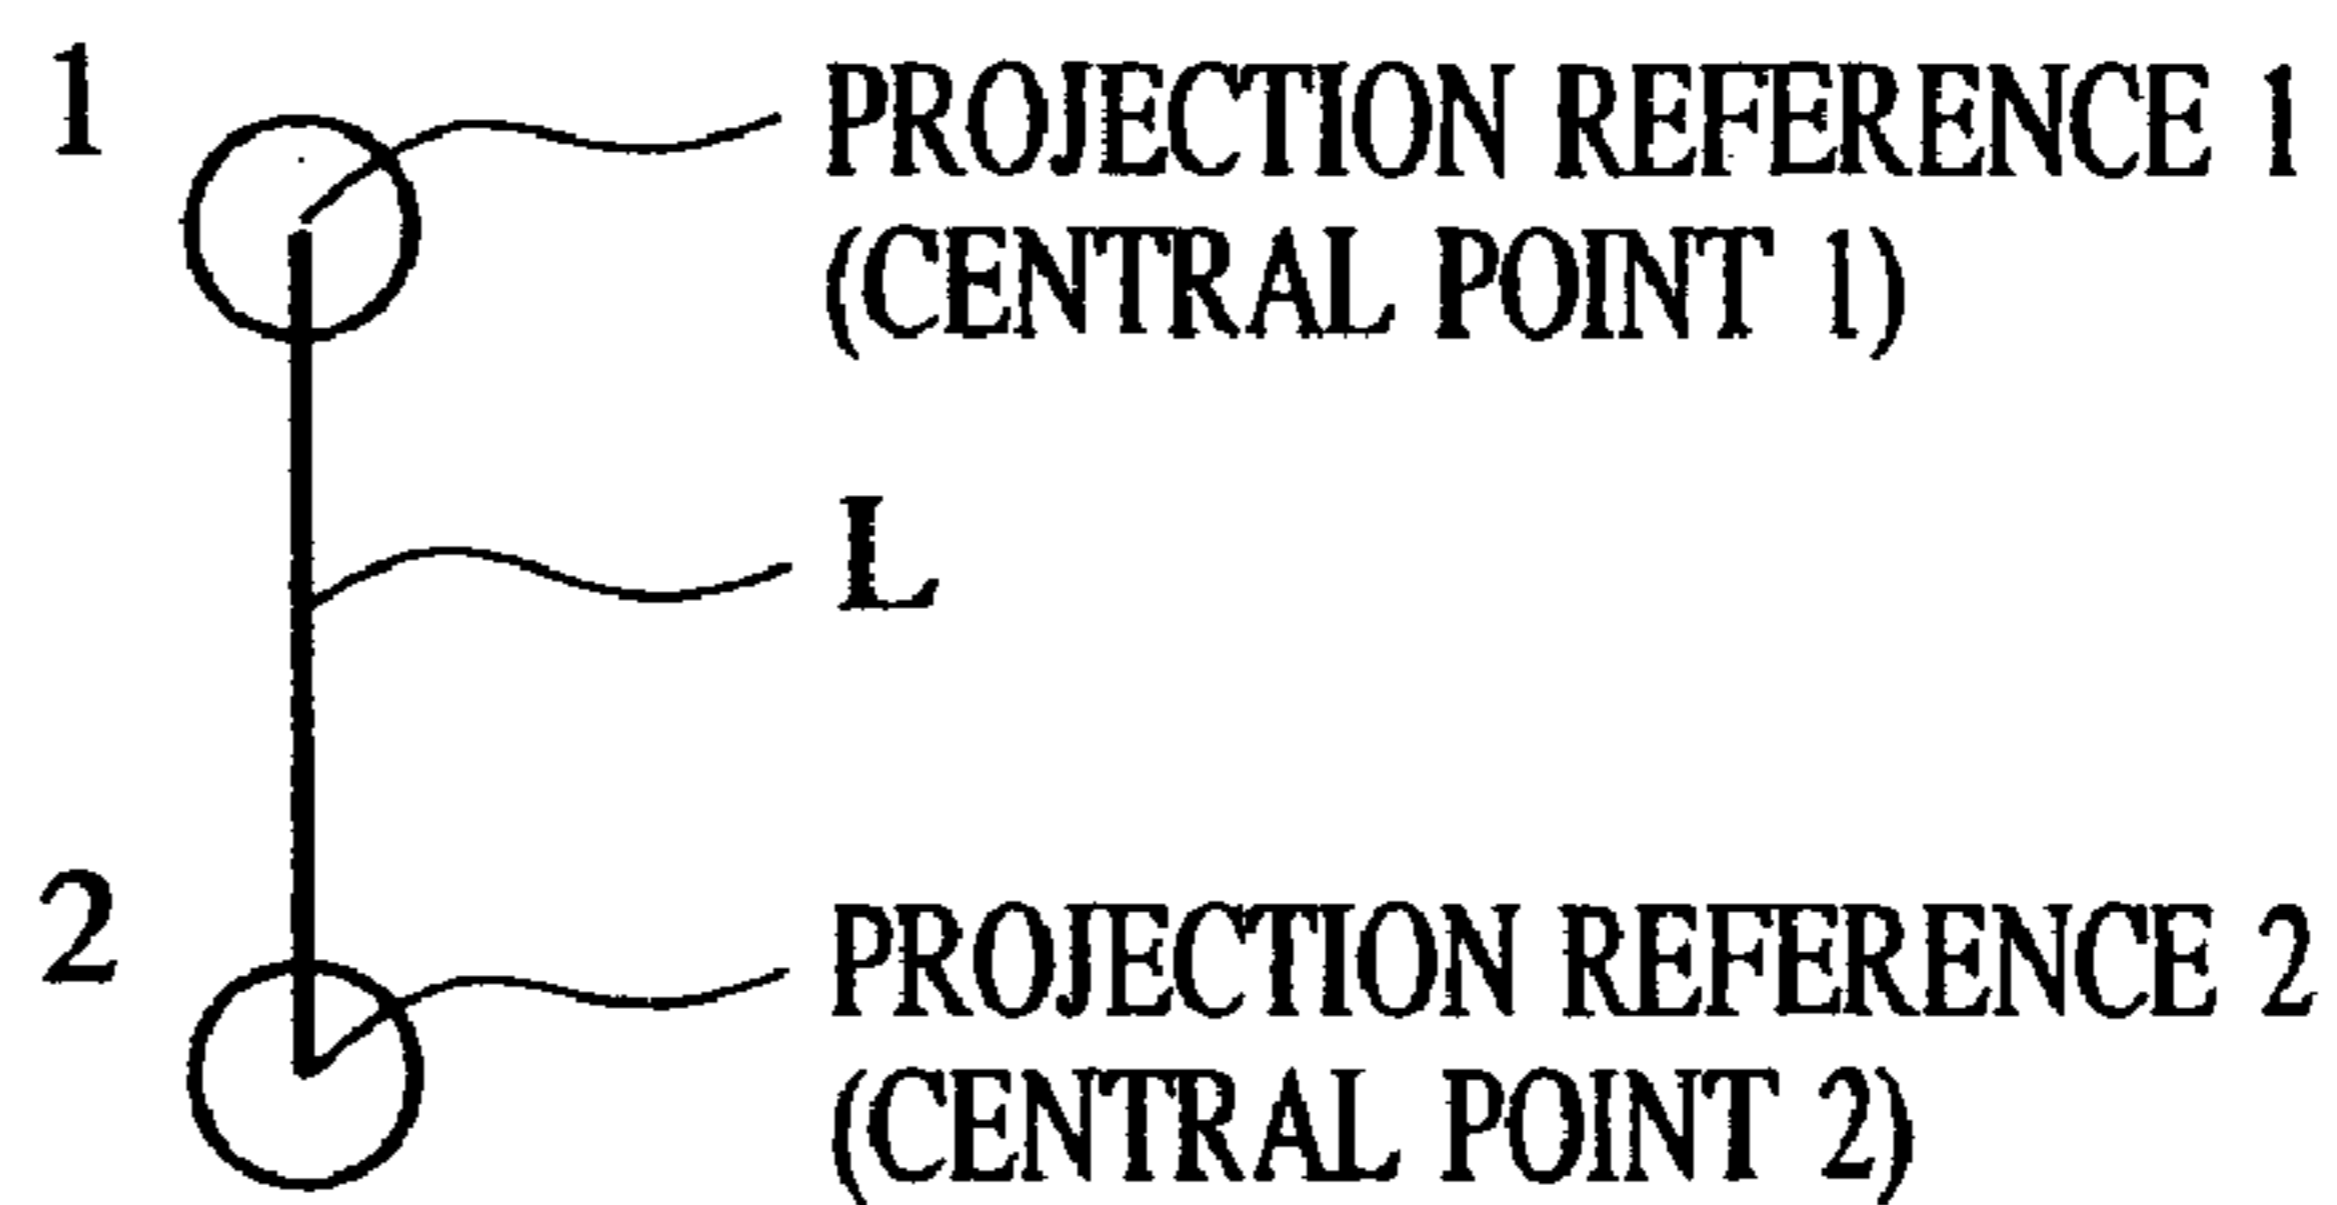 1
PROJECTION REFERENCE 1
(CENTRAL POINT 1)
L
2
PROJECTION REFERENCE 2
(CENTRAL POINT 2)